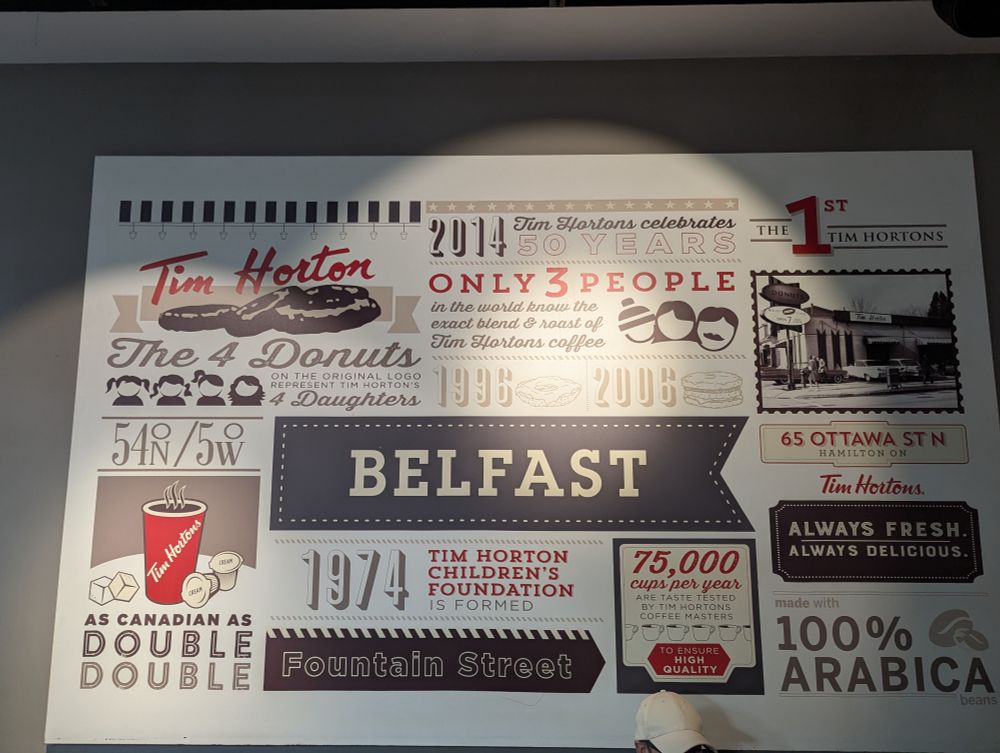 Tim Horton
The 4 Donuts
ON THE ORIGINAL LOGO
REPRESENT TIM HORTON'S
4 Daughters
54°N/5°W
Tim Hortons
CREAM
CREAM
AS CANADIAN AS
DOUBLE
DOUBLE
2014 Tim Hortons celebrates
50 YEARS
ONLY 3 PEOPLE
in the world know the
exact blend & roast of
Tim Hortons coffee
1996 2006
BELFAST
1974
TIM HORTON
CHILDREN'S
FOUNDATION
IS FORMED
Fountain Street
75,000
cups per year
ARE TASTE TESTED
BY TIM HORTONS
COFFEE MASTERS
TO ENSURE
HIGH
QUALITY
THE 1ST TIM HORTONS
DONUTS
Tim Horton
65 OTTAWA ST N
HAMILTON ON
Tim Hortons.
ALWAYS FRESH.
ALWAYS DELICIOUS.
made with
100%
ARABICA
beans